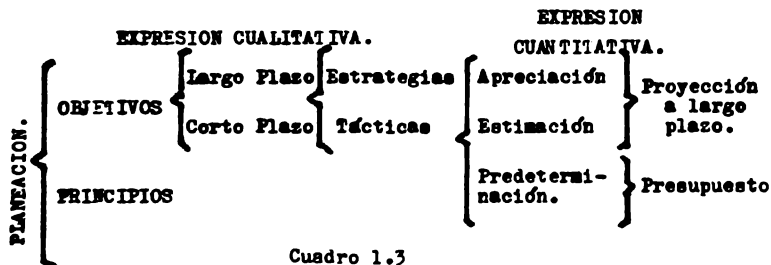 EXPRESION
EXPRESION CUALITATIVA.
CUANTITATIVA.
Largo Plazo Estrategias Apreciación
Proyección
OBJETIVOS
a largo
Corto Plazo Tácticas Estimación
plazo.
Predetermi-
PRINCIPIOS
nación.
Presupuesto
PLANEACION.
Cuadro 1.3